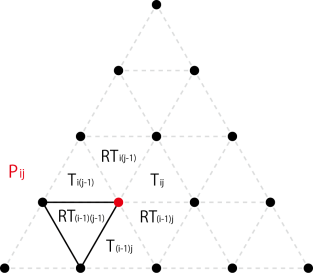 RTi(j-1)
Pij
Ti(j-1) Tij
RT(i-1)(j-1) RT(i-1)j
T(i-1)j